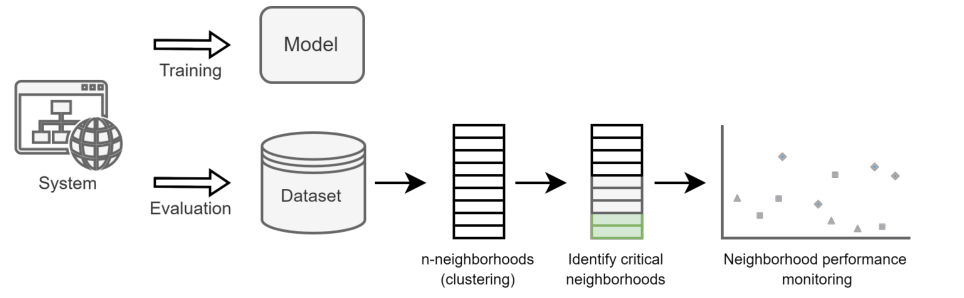 Model
Training
System
Dataset
Evaluation
n-neighborhoods
(clustering)
Identify critical
neighborhoods
Neighborhood performance
monitoring